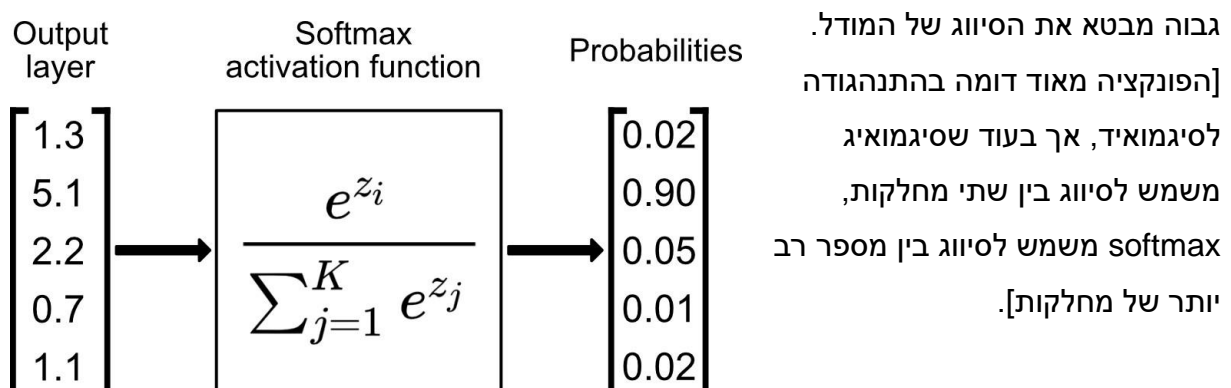 Output layer
Softmax activation function
Probabilities
1.3
5.1
2.2
0.7
1.1
e^{z_i}
\sum_{j=1}^{K} e^{z_j}
0.02
0.90
0.05
0.01
0.02
גבוה מבטא את הסיווג של המודל.
[הפונקציה מאוד דומה בהתנהגודה
לסיגמואיד, אך בעוד שסיגמואיג
משמש לסיווג בין שתי מחלקות,
softmax משמש לסיווג בין מספר רב
יותר של מחלקות].